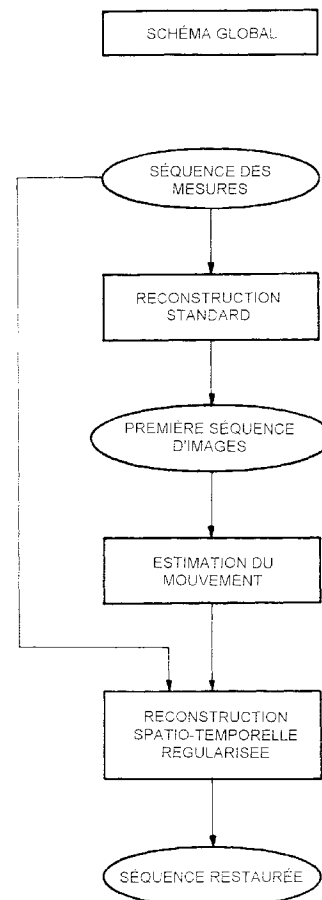 SCHÉMA GLOBAL
SÉQUENCE DES
MESURES
RECONSTRUCTION
STANDARD
PREMIÈRE SÉQUENCE
D'IMAGES
ESTIMATION DU
MOUVEMENT
RECONSTRUCTION
SPATIO-TEMPORELLE
REGULARISEE
SÉQUENCE RESTAURÉE